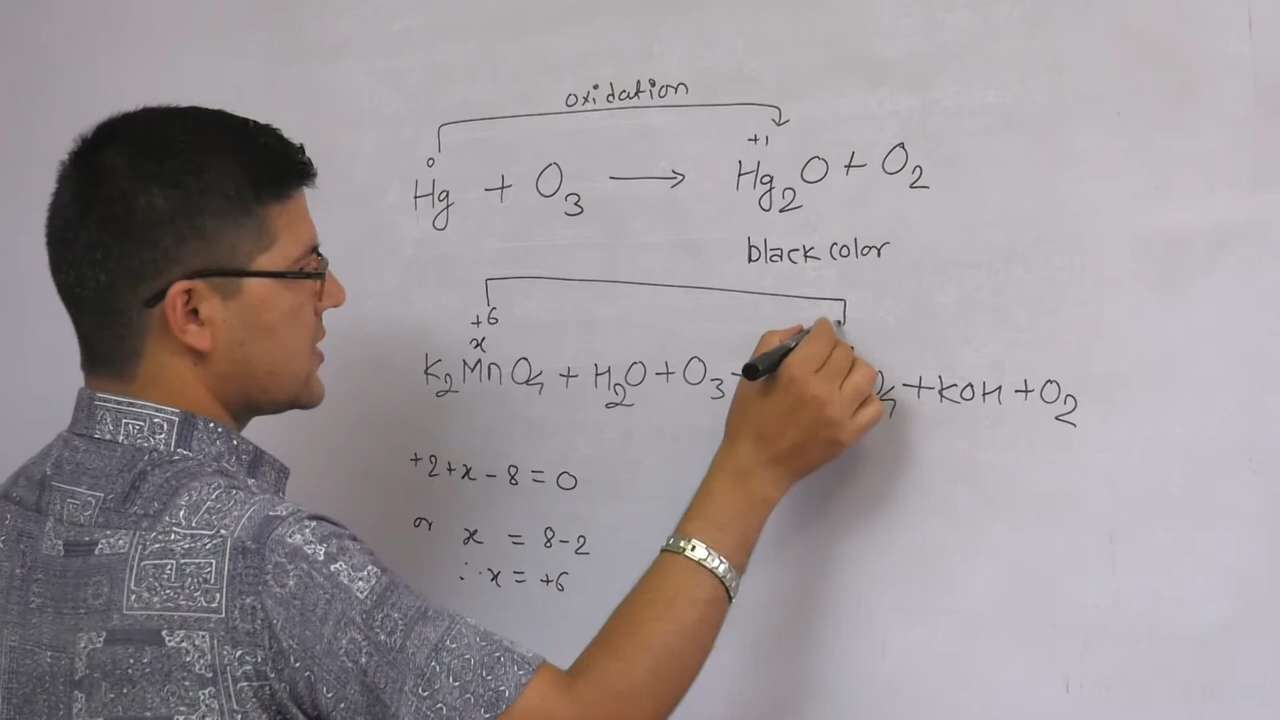 oxidation
0 +1
Hg + O₃ ⟶ Hg₂O + O₂
black color
+6
x
K₂MnO₄ + H₂O + O₃ O₄ + KOH + O₂
+2+x-8=0
or x = 8-2
∴ x = +6